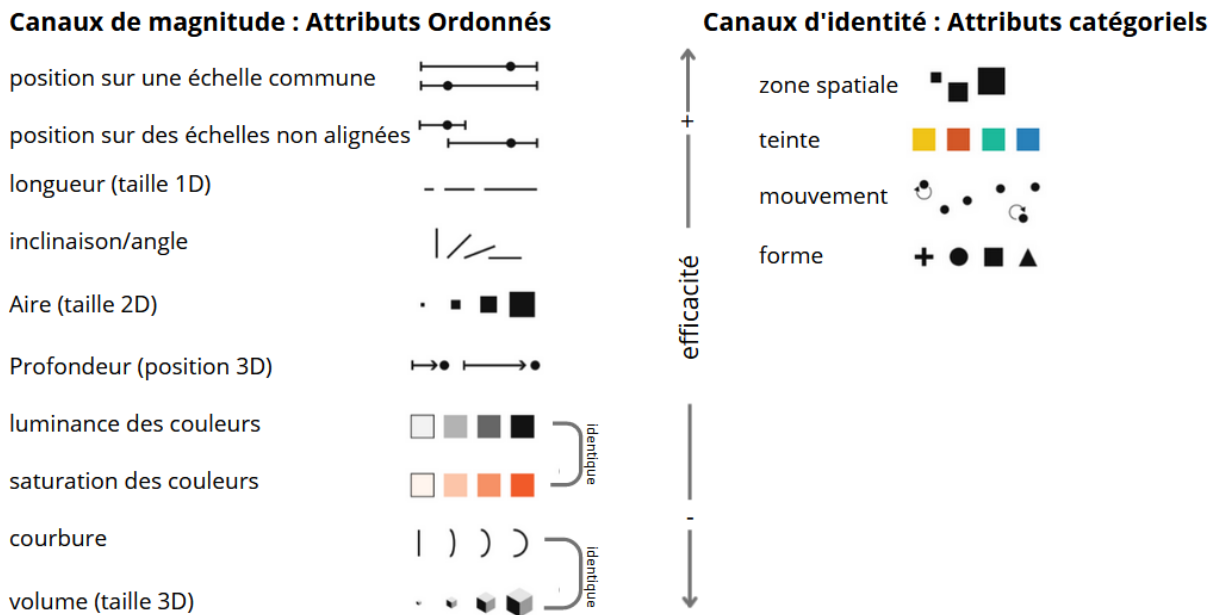 Canaux de magnitude : Attributs Ordonnés
position sur une échelle commune
position sur des échelles non alignées
longueur (taille 1D)
inclinaison/angle
Aire (taille 2D)
Profondeur (position 3D)
luminance des couleurs
saturation des couleurs
identique
courbure
volume (taille 3D)
identique
+
efficacité
-
Canaux d'identité : Attributs catégoriels
zone spatiale
teinte
mouvement
forme